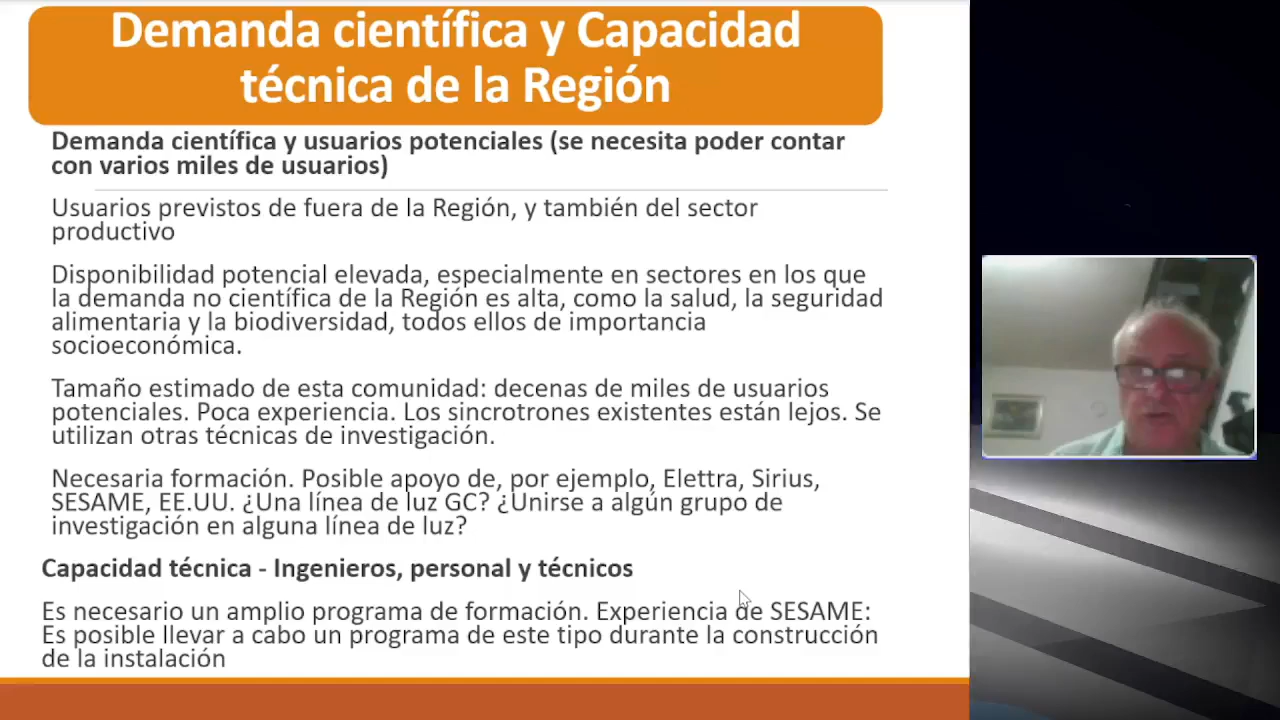 Demanda científica y Capacidad
técnica de la Región
Demanda científica y usuarios potenciales (se necesita poder contar
con varios miles de usuarios)
Usuarios previstos de fuera de la Región, y también del sector
productivo
Disponibilidad potencial elevada, especialmente en sectores en los que
la demanda no científica de la Región es alta, como la salud, la seguridad
alimentaria y la biodiversidad, todos ellos de importancia
socioeconómica.
Tamaño estimado de esta comunidad: decenas de miles de usuarios
potenciales. Poca experiencia. Los sincrotrones existentes están lejos. Se
utilizan otras técnicas de investigación.
Necesaria formación. Posible apoyo de, por ejemplo, Elettra, Sirius,
SESAME, EE.UU. ¿Una línea de luz GC? ¿Unirse a algún grupo de
investigación en alguna línea de luz?
Capacidad técnica - Ingenieros, personal y técnicos
Es necesario un amplio programa de formación. Experiencia de SESAME:
Es posible llevar a cabo un programa de este tipo durante la construcción
de la instalación